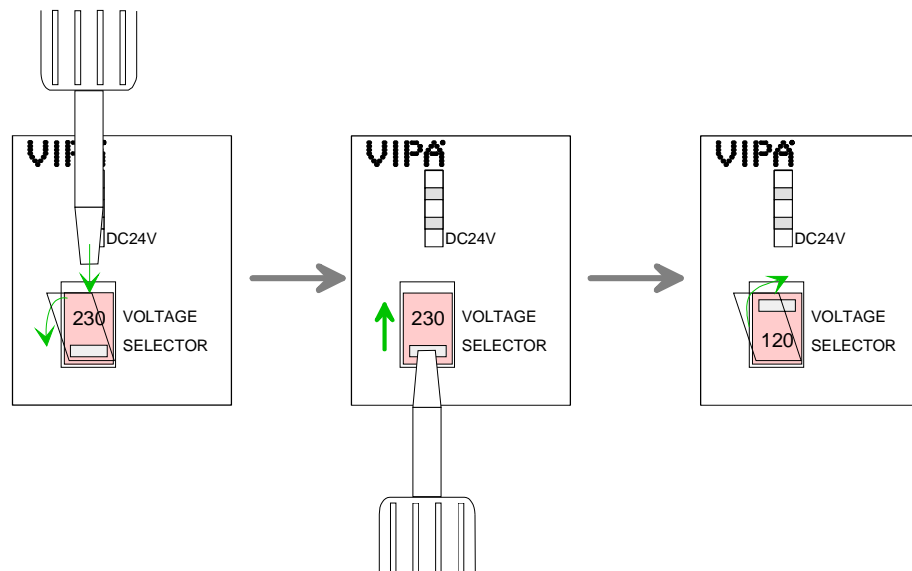 VIPA
DC24V
230
VOLTAGE
SELECTOR
VIPA
DC24V
230
VOLTAGE
SELECTOR
VIPA
DC24V
VOLTAGE
120
SELECTOR